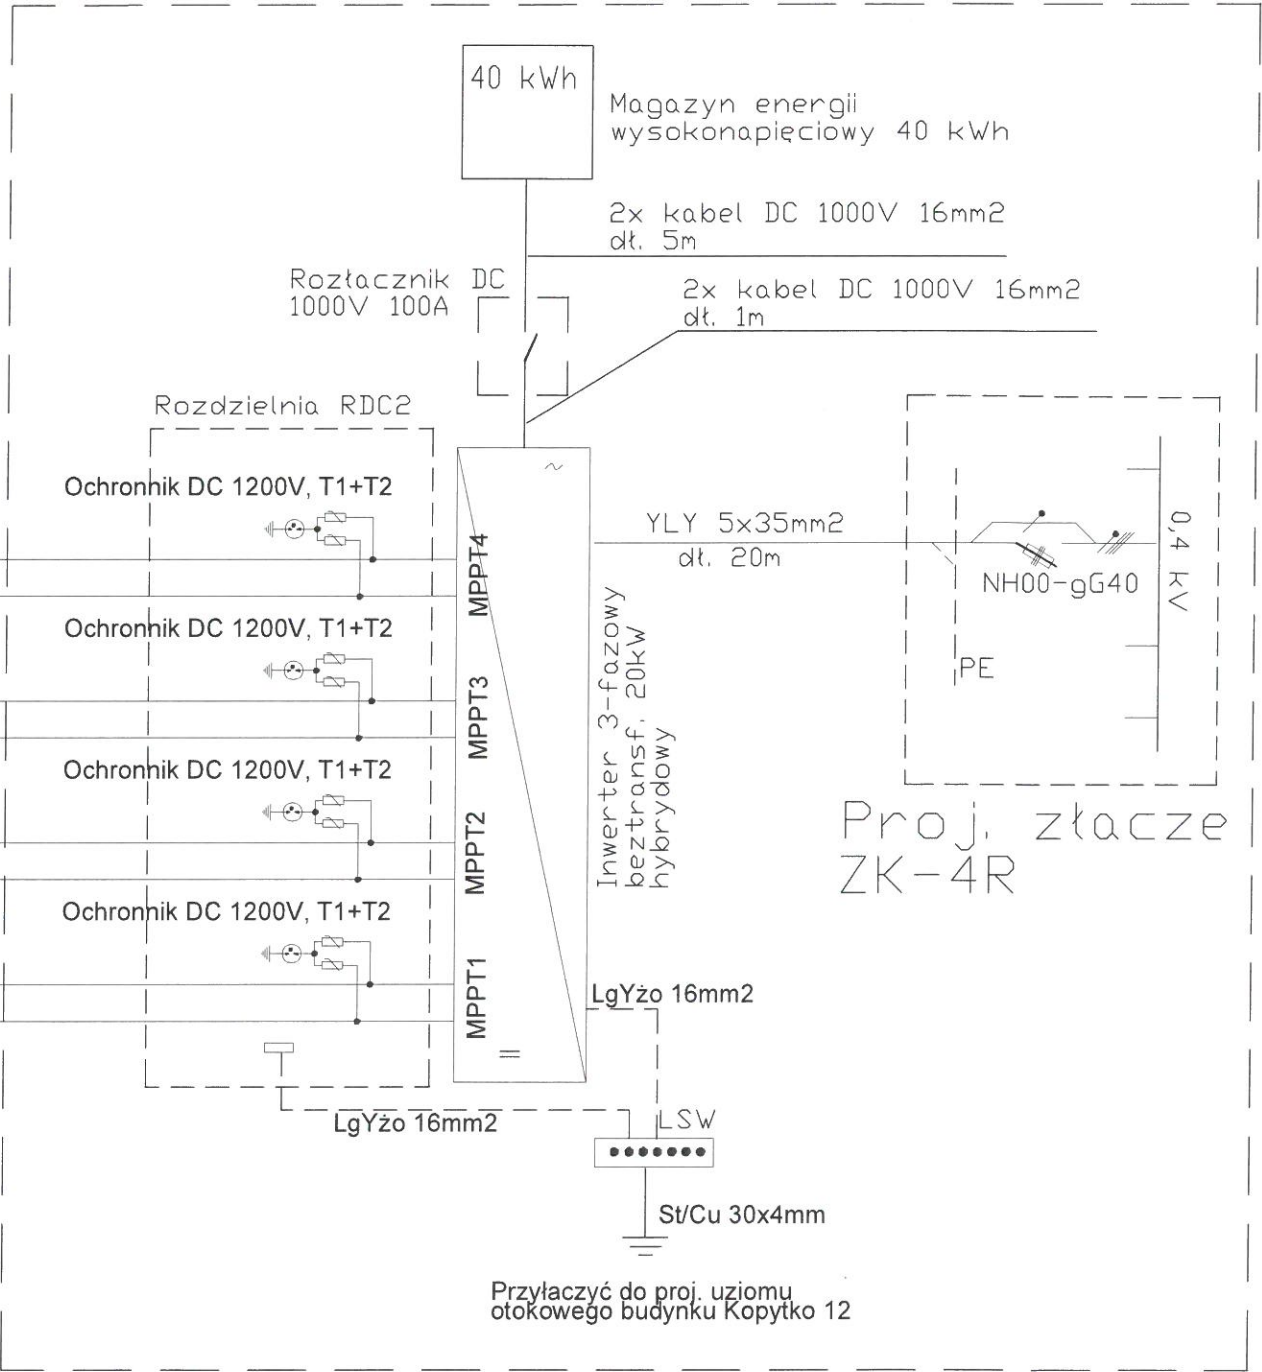 40 kWh
Magazyn energii
wysokonapięciowy 40 kWh
2x kabel DC 1000V 16mm2
dł. 5m
Rozłacznik DC
1000V 100A
2x kabel DC 1000V 16mm2
dł. 1m
Rozdzielnia RDC2
Ochronnik DC 1200V, T1+T2
MPPT4
Ochronnik DC 1200V, T1+T2
MPPT3
Ochronnik DC 1200V, T1+T2
MPPT2
Ochronnik DC 1200V, T1+T2
MPPT1
~
=
YLY 5x35mm2
dł. 20m
Inwerter 3-fazowy
beztransf. 20kW
hybrydowy
NH00-gG40
0,4 kV
PE
Proj. złacze
ZK-4R
LgYżo 16mm2
LgYżo 16mm2
LSW
St/Cu 30x4mm
Przyłaczyć do proj. uziomu
otokowego budynku Kopytko 12